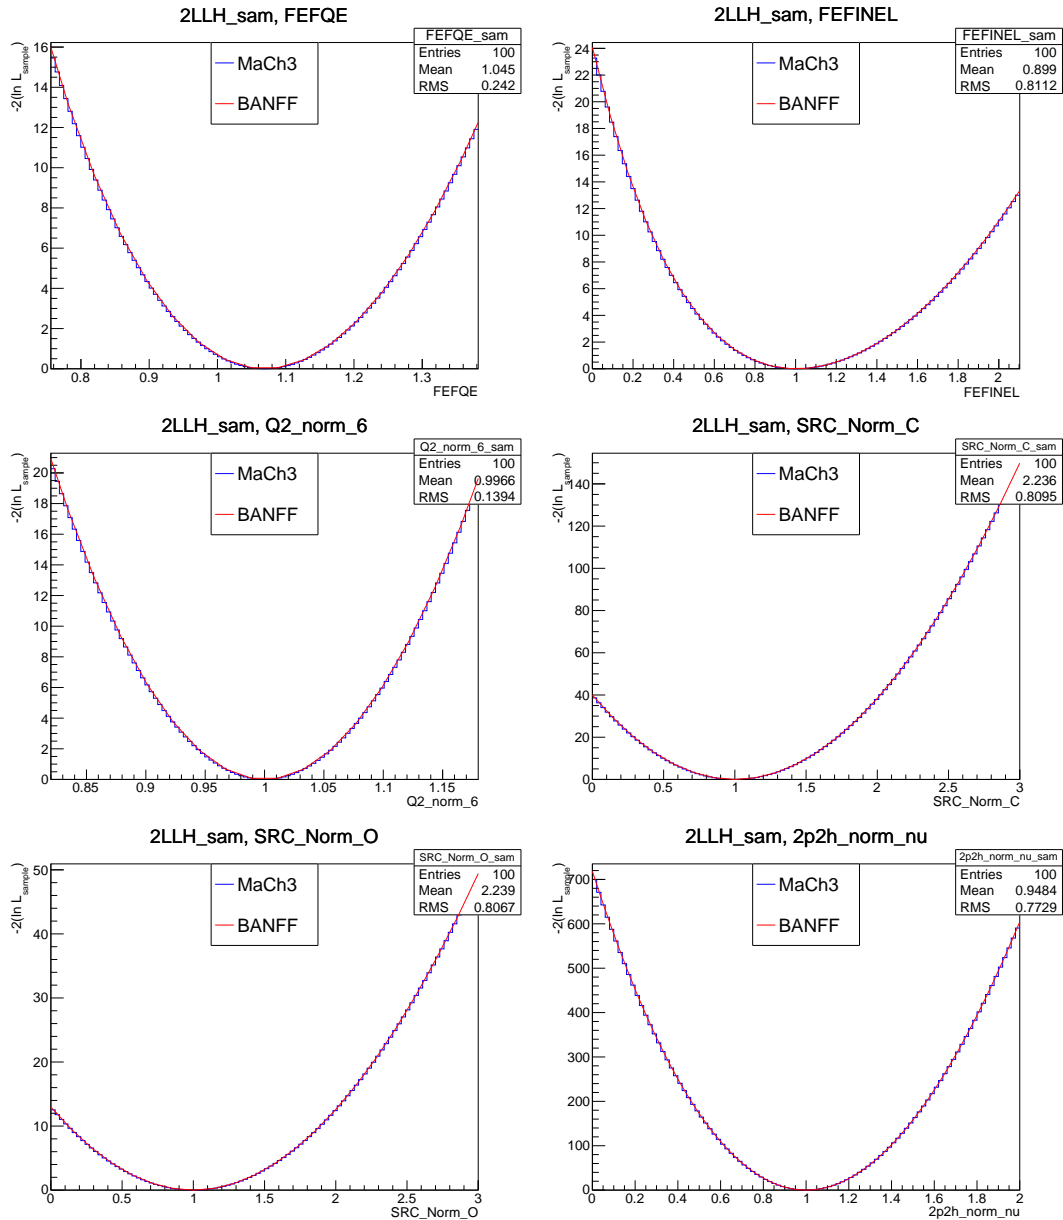 2LLH_sam, FEFQE
-2(ln L_sample)
16
14
12
10
8
6
4
2
0
0.8 0.9 1 1.1 1.2 1.3
FEFQE
MaCh3
BANFF
FEFQE_sam
Entries 100
Mean 1.045
RMS 0.242
2LLH_sam, FEFINEL
-2(ln L_sample)
24
22
20
18
16
14
12
10
8
6
4
2
0
0 0.2 0.4 0.6 0.8 1 1.2 1.4 1.6 1.8 2
FEFINEL
MaCh3
BANFF
FEFINEL_sam
Entries 100
Mean 0.899
RMS 0.8112
2LLH_sam, Q2_norm_6
-2(ln L_sample)
20
18
16
14
12
10
8
6
4
2
0
0.85 0.9 0.95 1 1.05 1.1 1.15
Q2_norm_6
MaCh3
BANFF
Q2_norm_6_sam
Entries 100
Mean 0.9966
RMS 0.1394
2LLH_sam, SRC_Norm_C
-2(ln L_sample)
140
120
100
80
60
40
20
0
0 0.5 1 1.5 2 2.5 3
SRC_Norm_C
MaCh3
BANFF
SRC_Norm_C_sam
Entries 100
Mean 2.236
RMS 0.8095
2LLH_sam, SRC_Norm_O
-2(ln L_sample)
50
40
30
20
10
0
0 0.5 1 1.5 2 2.5 3
SRC_Norm_O
MaCh3
BANFF
SRC_Norm_O_sam
Entries 100
Mean 2.239
RMS 0.8067
2LLH_sam, 2p2h_norm_nu
-2(ln L_sample)
700
600
500
400
300
200
100
0
0 0.2 0.4 0.6 0.8 1 1.2 1.4 1.6 1.8 2
2p2h_norm_nu
MaCh3
BANFF
2p2h_norm_nu_sam
Entries 100
Mean 0.9484
RMS 0.7729